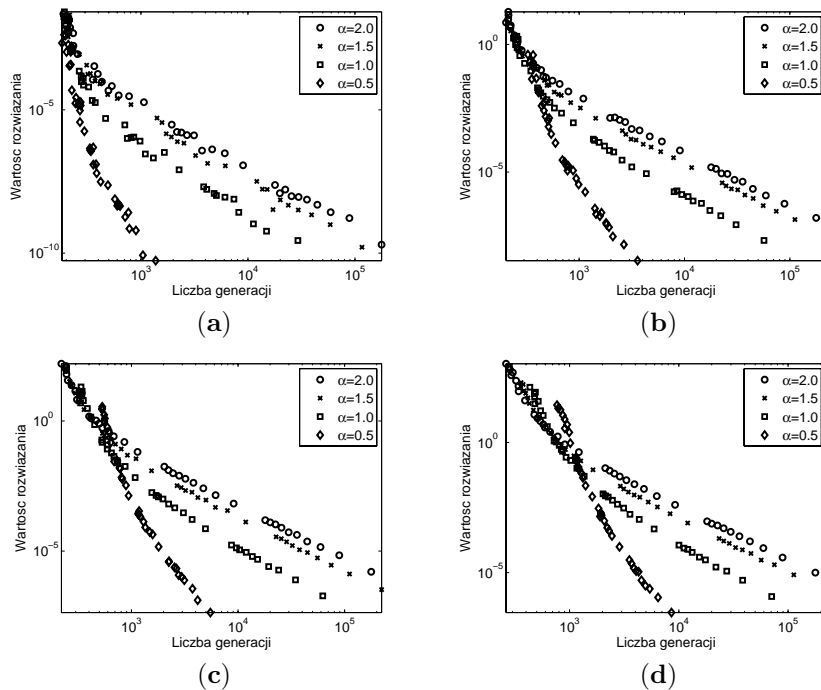 α=2.0
α=1.5
α=1.0
α=0.5
10^-5
10^-10
Wartosc rozwiazania
10^3
10^4
10^5
Liczba generacji
(a)
α=2.0
α=1.5
α=1.0
α=0.5
10^0
10^-5
Wartosc rozwiazania
10^3
10^4
10^5
Liczba generacji
(b)
α=2.0
α=1.5
α=1.0
α=0.5
10^0
10^-5
Wartosc rozwiazania
10^3
10^4
10^5
Liczba generacji
(c)
α=2.0
α=1.5
α=1.0
α=0.5
10^0
10^-5
Wartosc rozwiazania
10^3
10^4
10^5
Liczba generacji
(d)